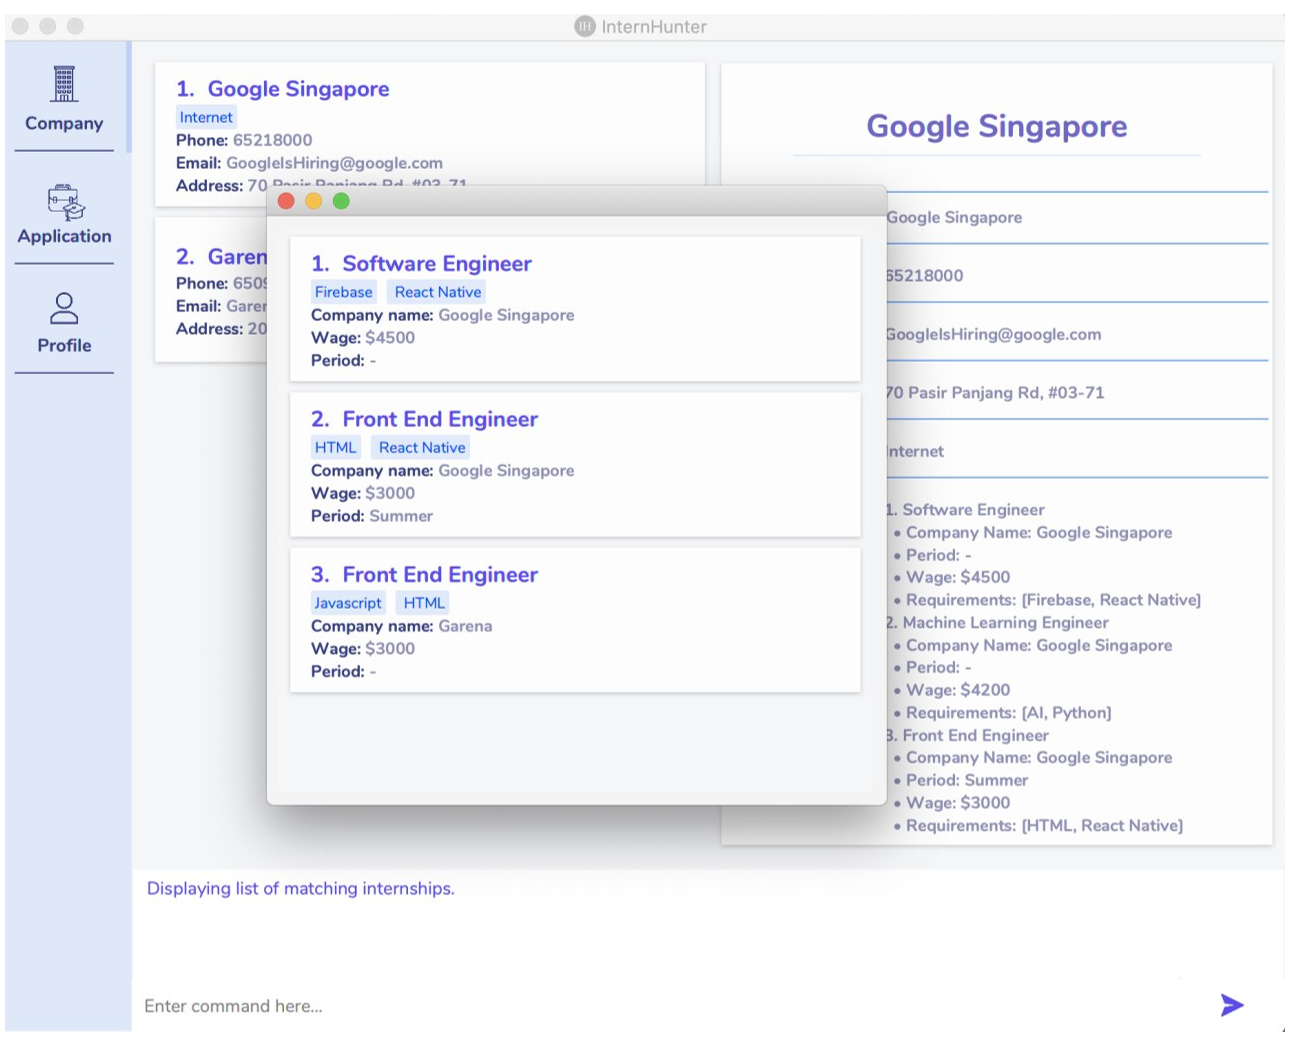 IH InternHunter
Company
Application
Profile
1. Google Singapore
Internet
Phone: 65218000
Email: GoogleIsHiring@google.com
Address: 70 Pasir Panjang Rd, #03-71
2. Garen
Phone: 650
Email: Garer
Address: 20
1. Software Engineer
Firebase React Native
Company name: Google Singapore
Wage: $4500
Period: -
2. Front End Engineer
HTML React Native
Company name: Google Singapore
Wage: $3000
Period: Summer
3. Front End Engineer
Javascript HTML
Company name: Garena
Wage: $3000
Period: -
Google Singapore
Google Singapore
65218000
GoogleIsHiring@google.com
70 Pasir Panjang Rd, #03-71
Internet
1. Software Engineer
• Company Name: Google Singapore
• Period: -
• Wage: $4500
• Requirements: [Firebase, React Native]
2. Machine Learning Engineer
• Company Name: Google Singapore
• Period: -
• Wage: $4200
• Requirements: [AI, Python]
3. Front End Engineer
• Company Name: Google Singapore
• Period: Summer
• Wage: $3000
• Requirements: [HTML, React Native]
Displaying list of matching internships.
Enter command here...